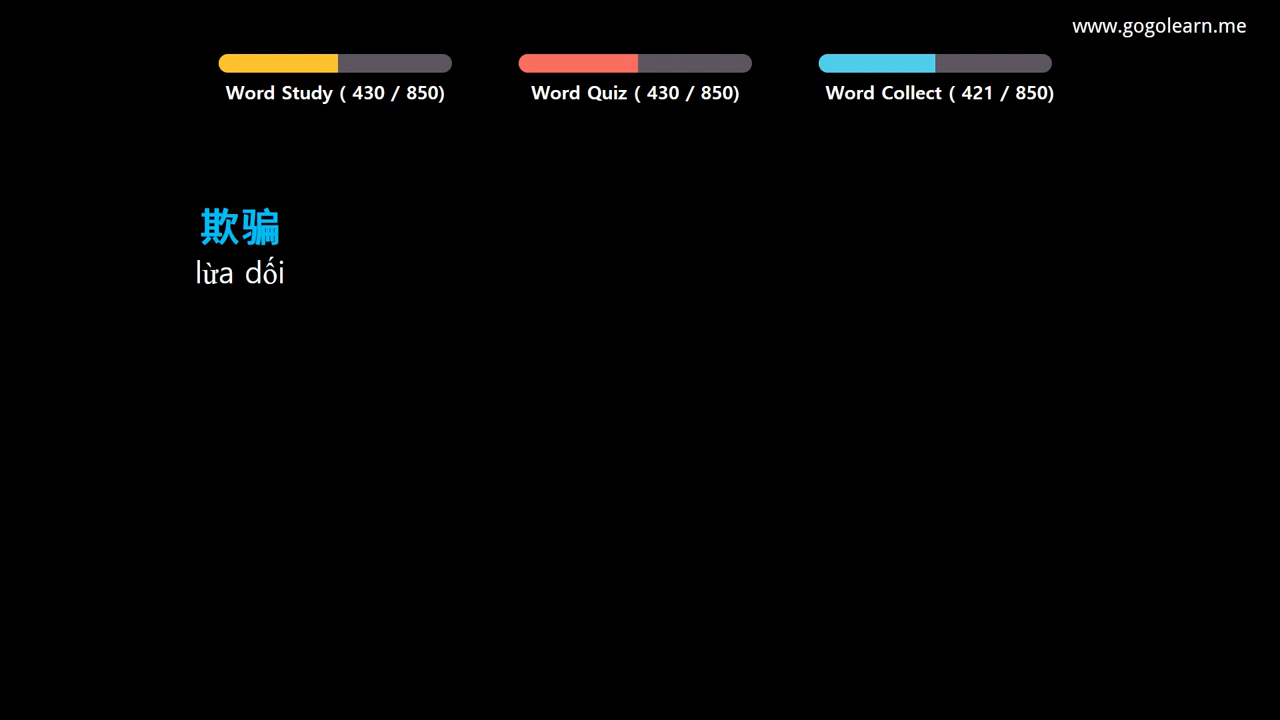 www.gogolearn.me
Word Study ( 430 / 850)
Word Quiz ( 430 / 850)
Word Collect ( 421 / 850)
欺骗
lừa dối